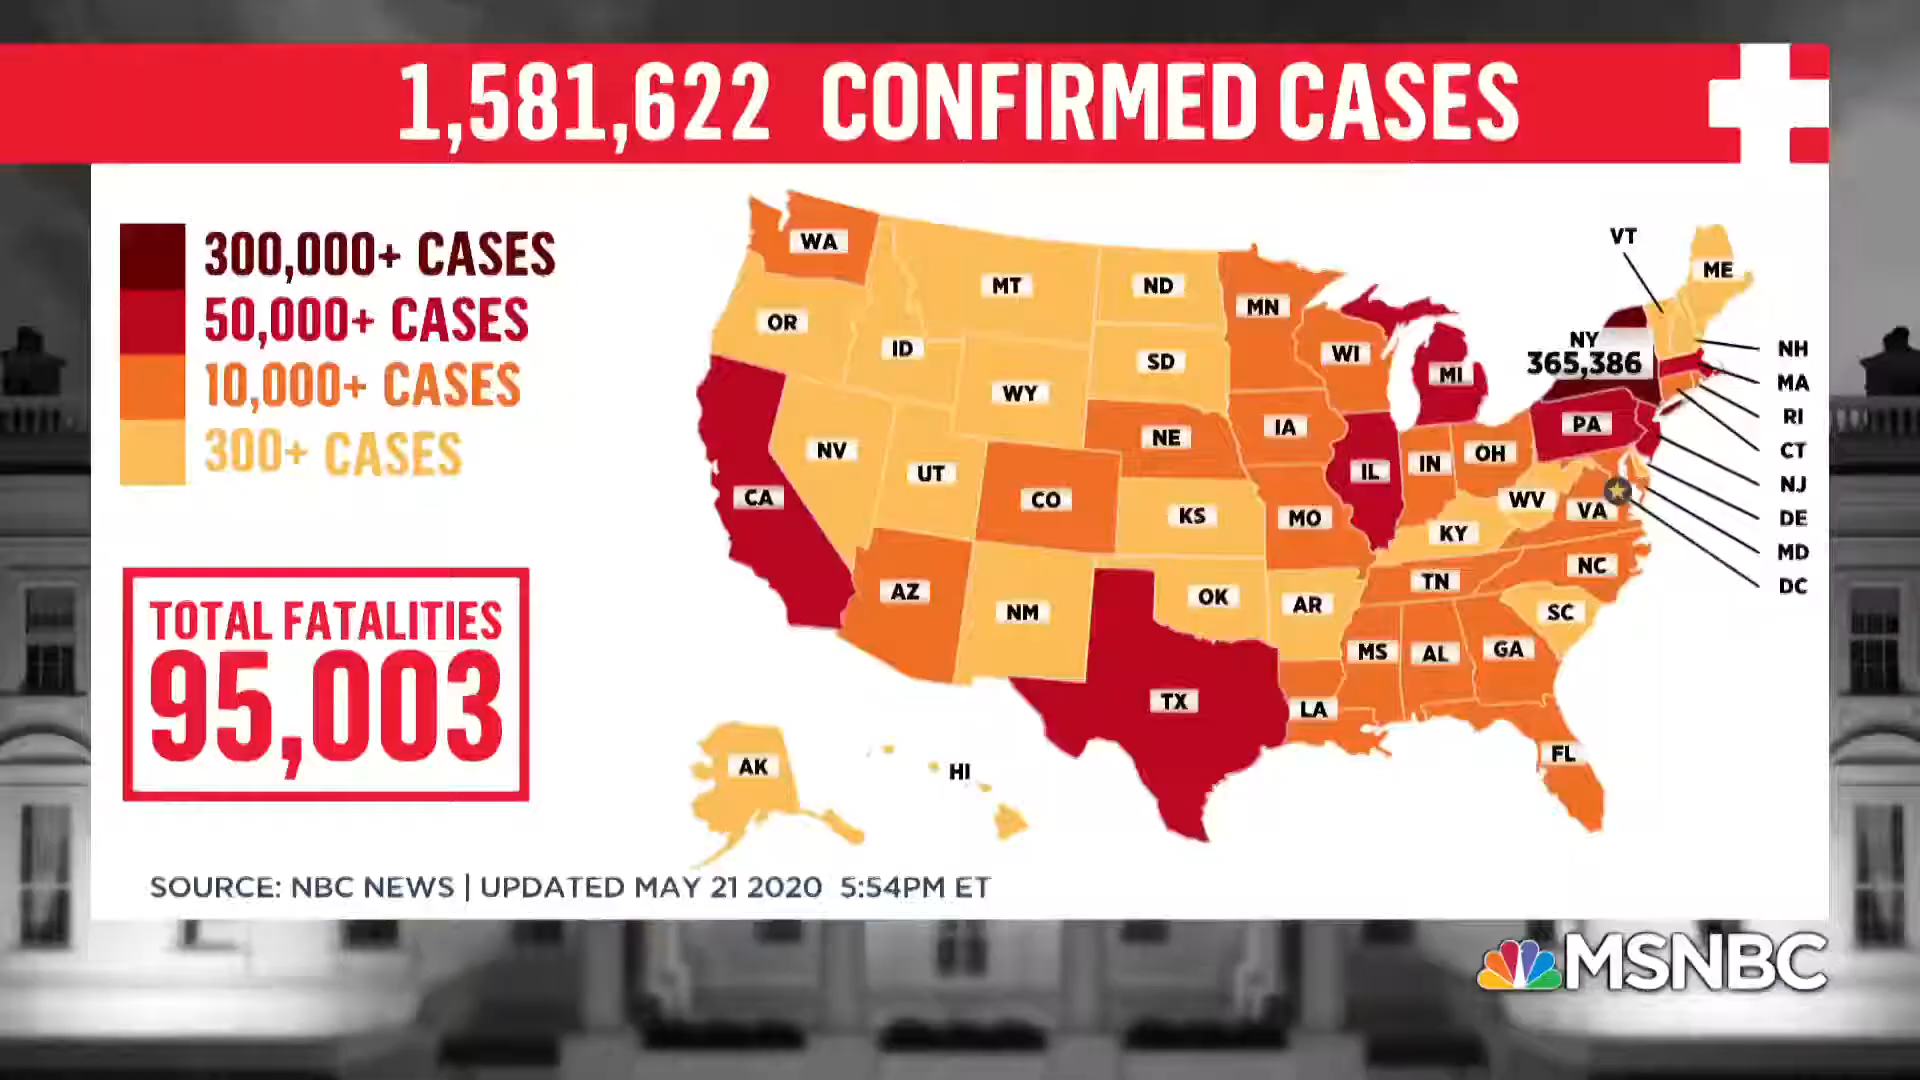 1,581,622 CONFIRMED CASES
300,000+ CASES
50,000+ CASES
10,000+ CASES
300+ CASES
TOTAL FATALITIES
95,003
WA
MT
ND
MN
OR
ID
SD
WI
WY
MI
NY
365,386
VT
ME
NH
MA
RI
CT
NJ
DE
MD
DC
NV
UT
NE
IA
IL
IN
OH
PA
CA
CO
KS
MO
WV
VA
KY
AZ
NM
OK
AR
TN
NC
SC
MS
AL
GA
TX
LA
FL
AK
HI
SOURCE: NBC NEWS | UPDATED MAY 21 2020 5:54PM ET
MSNBC